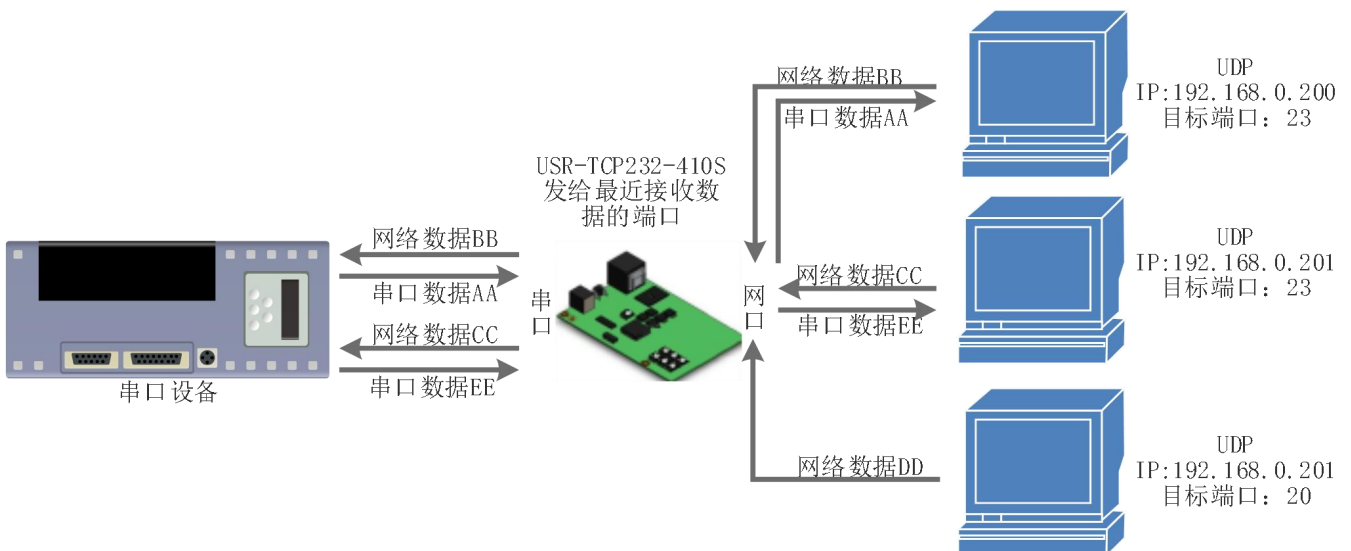 网络数据BB
串口数据AA
UDP
IP:192.168.0.200
目标端口：23
USR-TCP232-410S
发给最近接收数
据的端口
网络数据BB
串口数据AA
网络数据CC
串口数据EE
串口设备
串
口
网
口
网络数据CC
串口数据EE
UDP
IP:192.168.0.201
目标端口：23
网络数据DD
UDP
IP:192.168.0.201
目标端口：20